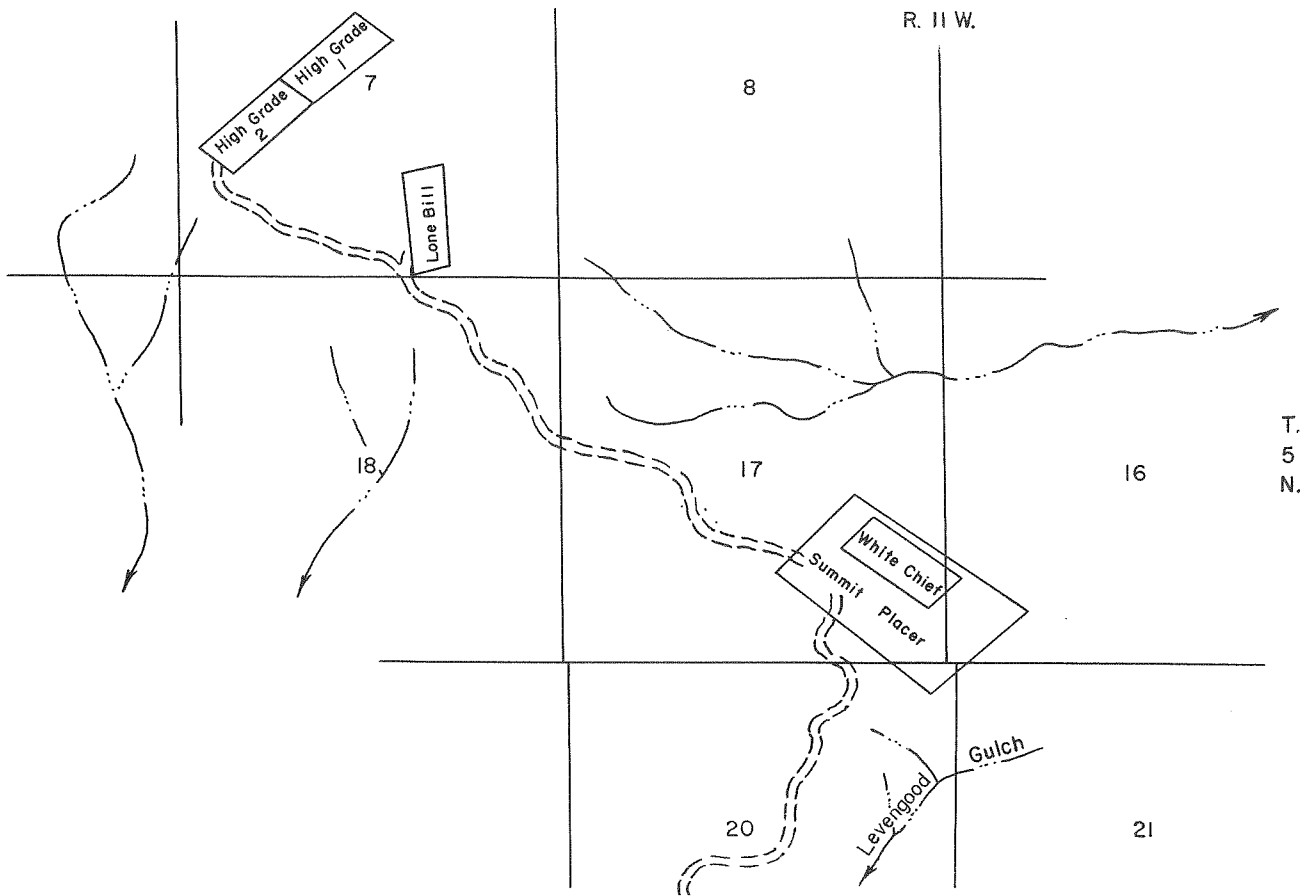 R. 11 W.
High Grade
1
7
8
High Grade
2
Lone Bill
T.
5
N.
18
17
16
White Chief
Summit Placer
Gulch
Levengood
20
21